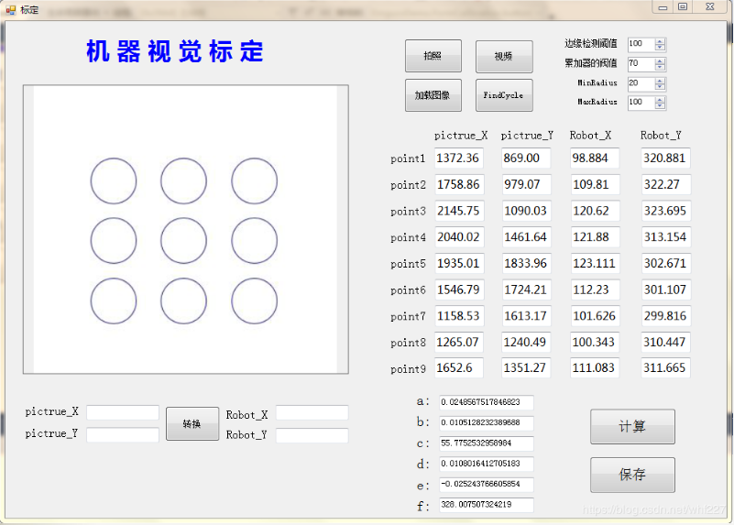 标定
机器视觉标定
拍照 视频
加载图像 FindCycle
边缘检测阈值 100
累加器的阀值 70
MinRadius 20
MaxRadius 100
pictrue_X pictrue_Y Robot_X Robot_Y
point1 1372.36 869.00 98.884 320.881
point2 1758.86 979.07 109.81 322.27
point3 2145.75 1090.03 120.62 323.695
point4 2040.02 1461.64 121.88 313.154
point5 1935.01 1833.96 123.111 302.671
point6 1546.79 1724.21 112.23 301.107
point7 1158.53 1613.17 101.626 299.816
point8 1265.07 1240.49 100.343 310.447
point9 1652.6 1351.27 111.083 311.665
pictrue_X
pictrue_Y
转换
Robot_X
Robot_Y
a: 0.0248567517846823
b: 0.0105128232389688
c: 55.7752532958984
d: 0.0108016412705183
e: -0.025243766605854
f: 328.007507324219
计算
保存